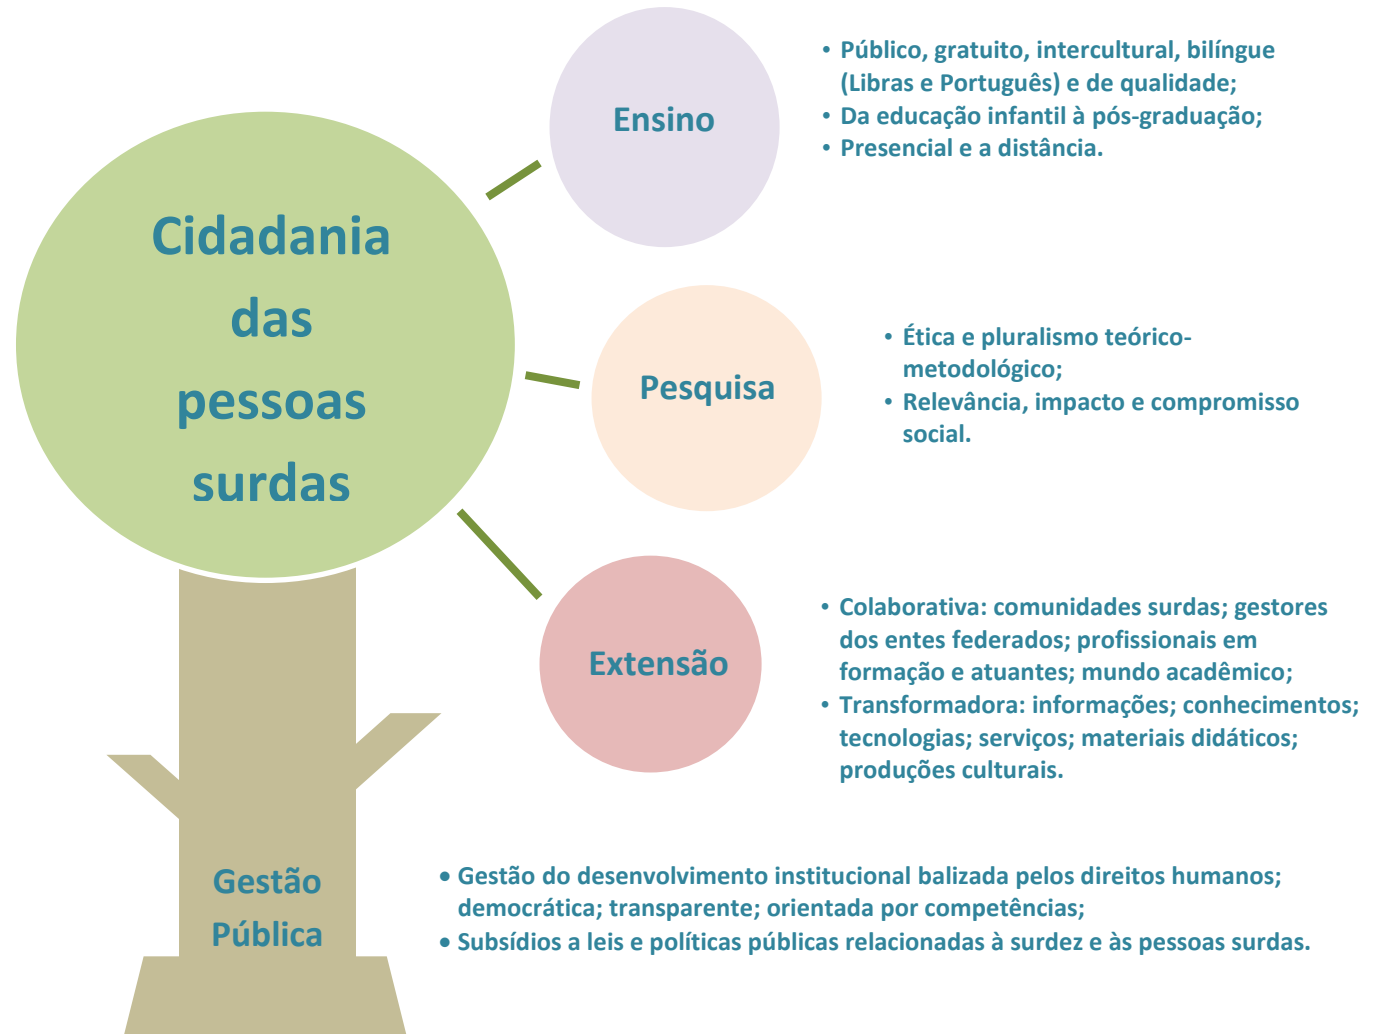 Cidadania
das
pessoas
surdas
Ensino
• Público, gratuito, intercultural, bilíngue
(Libras e Português) e de qualidade;
• Da educação infantil à pós-graduação;
• Presencial e a distância.
Pesquisa
• Ética e pluralismo teórico-
metodológico;
• Relevância, impacto e compromisso
social.
Extensão
• Colaborativa: comunidades surdas; gestores
dos entes federados; profissionais em
formação e atuantes; mundo acadêmico;
• Transformadora: informações; conhecimentos;
tecnologias; serviços; materiais didáticos;
produções culturais.
Gestão
Pública
• Gestão do desenvolvimento institucional balizada pelos direitos humanos;
democrática; transparente; orientada por competências;
• Subsídios a leis e políticas públicas relacionadas à surdez e às pessoas surdas.